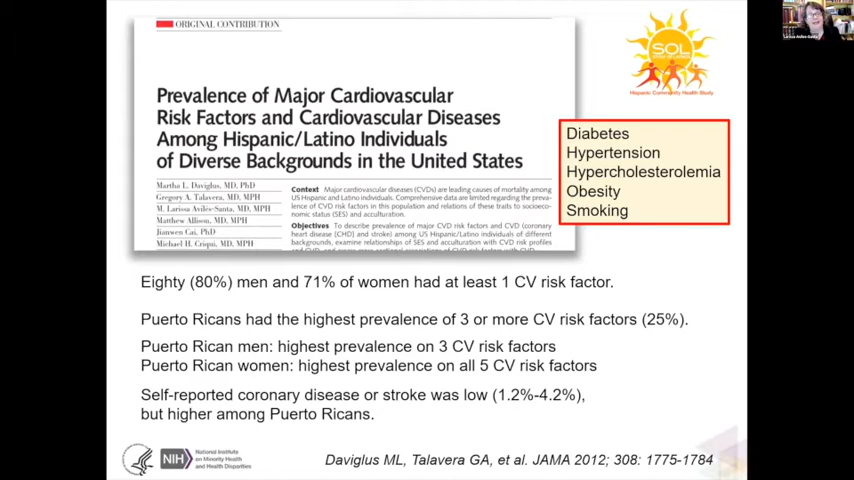 ORIGINAL CONTRIBUTION
Prevalence of Major Cardiovascular
Risk Factors and Cardiovascular Diseases
Among Hispanic/Latino Individuals
of Diverse Backgrounds in the United States
Martha L. Daviglus, MD, PhD
Gregory A. Talavera, MD, MPH
M. Larissa Avilés-Santa, MD, MPH
Matthew Allison, MD, MPH
Jianwen Cai, PhD
Michael H. Criqui, MD, MPH
Context Major cardiovascular diseases (CVDs) are leading causes of mortality among
US Hispanic and Latino individuals. Comprehensive data are limited regarding the preva-
lence of CVD risk factors in this population and relations of these traits to socioeco-
nomic status (SES) and acculturation.
Objectives To describe prevalence of major CVD risk factors and CVD (coronary
heart disease [CHD] and stroke) among US Hispanic/Latino individuals of different
backgrounds, examine relationships of SES and acculturation with CVD risk profiles
SOL
Hispanic Community Health Study
Diabetes
Hypertension
Hypercholesterolemia
Obesity
Smoking
Eighty (80%) men and 71% of women had at least 1 CV risk factor.
Puerto Ricans had the highest prevalence of 3 or more CV risk factors (25%).
Puerto Rican men: highest prevalence on 3 CV risk factors
Puerto Rican women: highest prevalence on all 5 CV risk factors
Self-reported coronary disease or stroke was low (1.2%-4.2%),
but higher among Puerto Ricans.
NIH
National Institute
on Minority Health
and Health Disparities
Daviglus ML, Talavera GA, et al. JAMA 2012; 308: 1775-1784